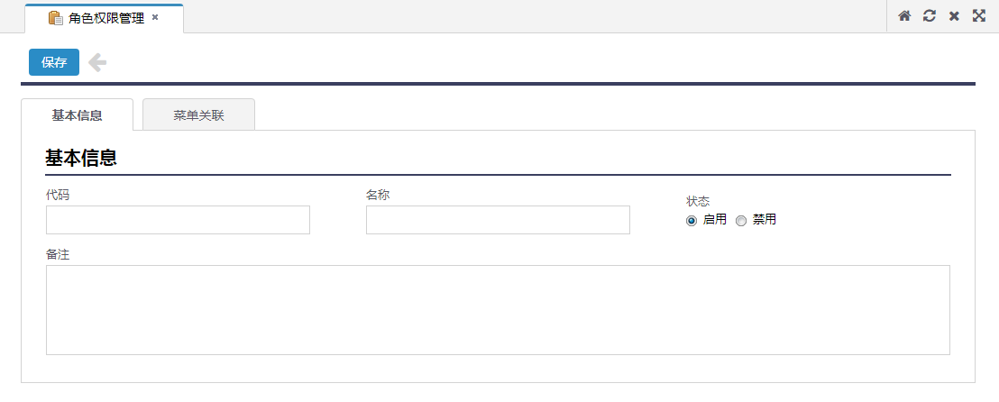 角色权限管理
保存
基本信息 菜单关联
基本信息
代码 名称 状态
启用 禁用
备注